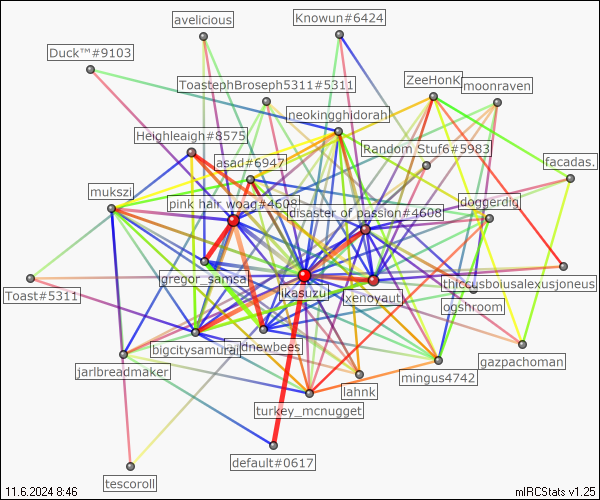 avelicious
Knowun#6424
Duck™#9103
ToastephBroseph5311#5311
ZeeHonK
moonraven
neokingghidorah
Heighleaigh#8575
Random Stuf6#5983
asad#6947
facadas.
mukszi
pink hair woag#4608
disaster of passion#4608
doggerdig
gregor_samsa
Toast#5311
ikasuzu
xenoyaut
thiccusboiusalexusjoneus
ogshroom
bigcitysamurai
dnewbees
jarlbreadmaker
lahnk
mingus4742
gazpachoman
turkey_mcnugget
default#0617
tescoroll
11.6.2024 8:46
mIRCStats v1.25